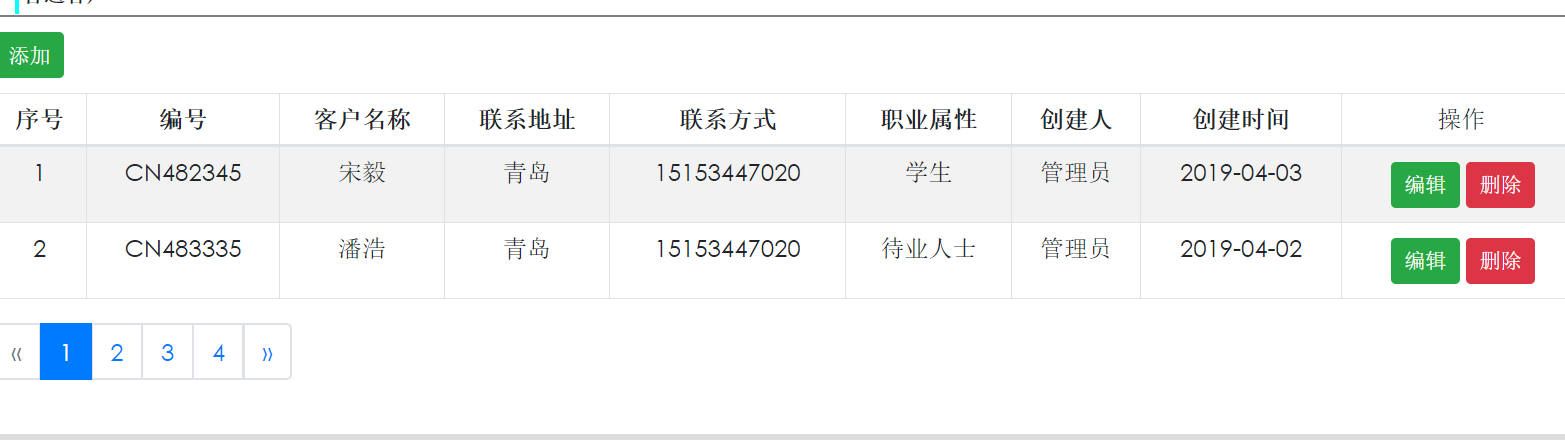 添加
序号 编号 客户名称 联系地址 联系方式 职业属性 创建人 创建时间 操作
1 CN482345 宋毅 青岛 15153447020 学生 管理员 2019-04-03 编辑 删除
2 CN483335 潘浩 青岛 15153447020 待业人士 管理员 2019-04-02 编辑 删除
« 1 2 3 4 »